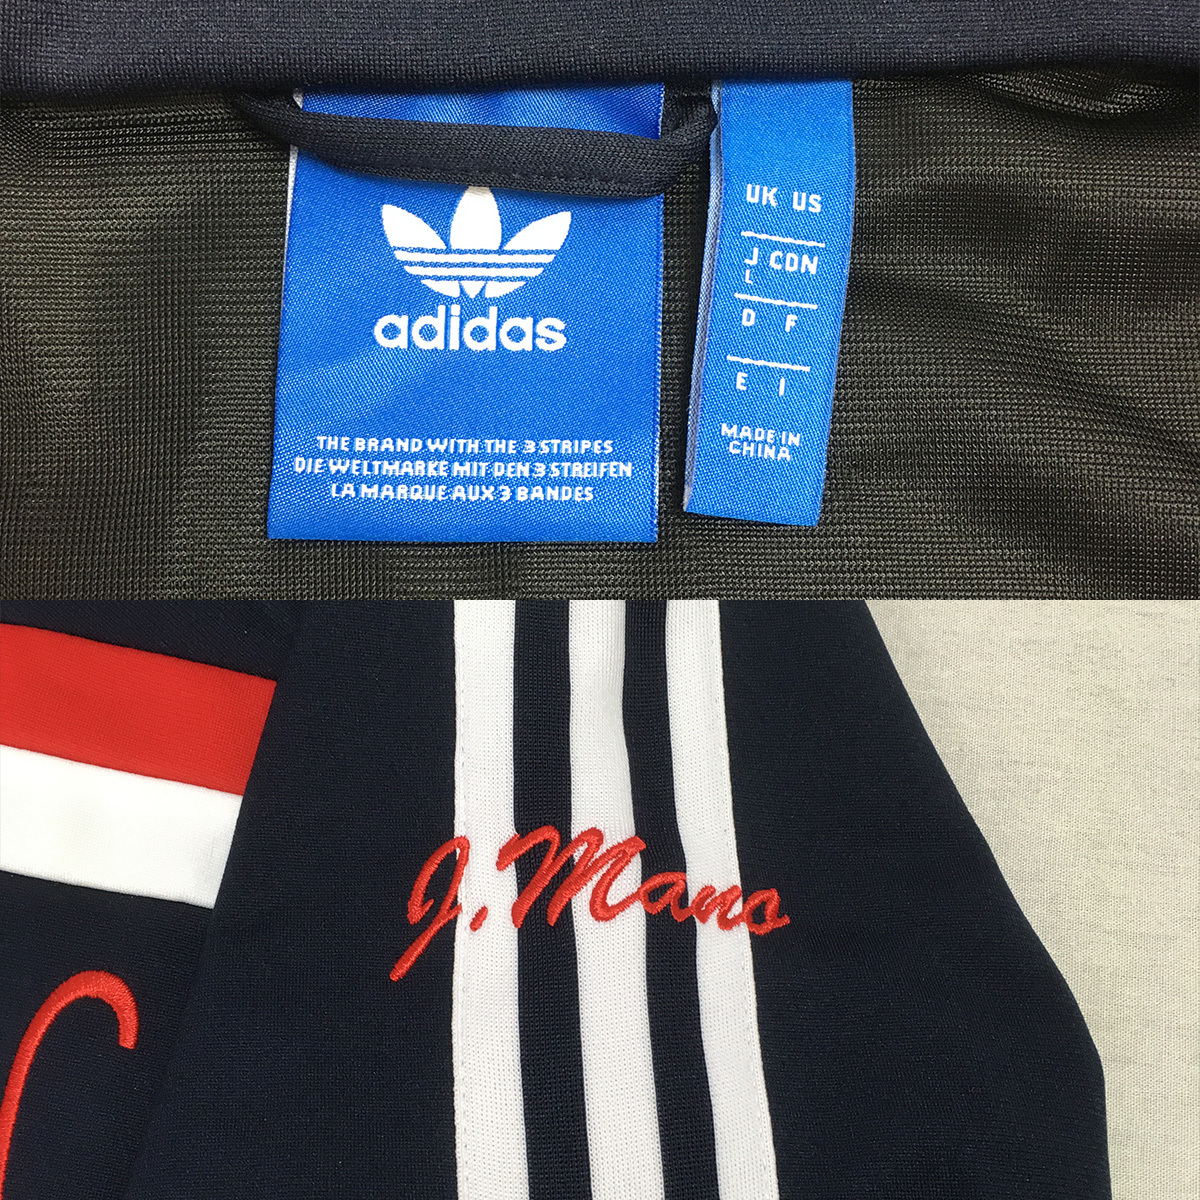 adidas
THE BRAND WITH THE 3 STRIPES
DIE WELTMARKE MIT DEN 3 STREIFEN
LA MARQUE AUX 3 BANDES
UK US
J CDN
L
D F
E I
MADE IN
CHINA
J. Mano